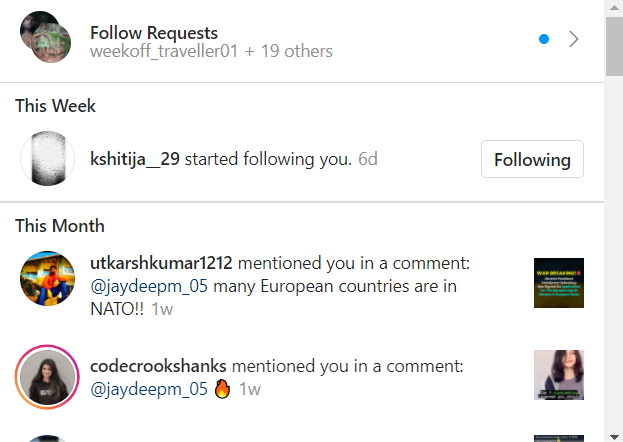 Follow Requests
weekoff_traveller01 + 19 others
This Week
kshitija__29 started following you. 6d
Following
This Month
utkarshkumar1212 mentioned you in a comment:
@jaydeepm_05 many European countries are in
NATO!! 1w
WAR BREAKING!
codecrookshanks mentioned you in a comment:
@jaydeepm_05 🔥 1w